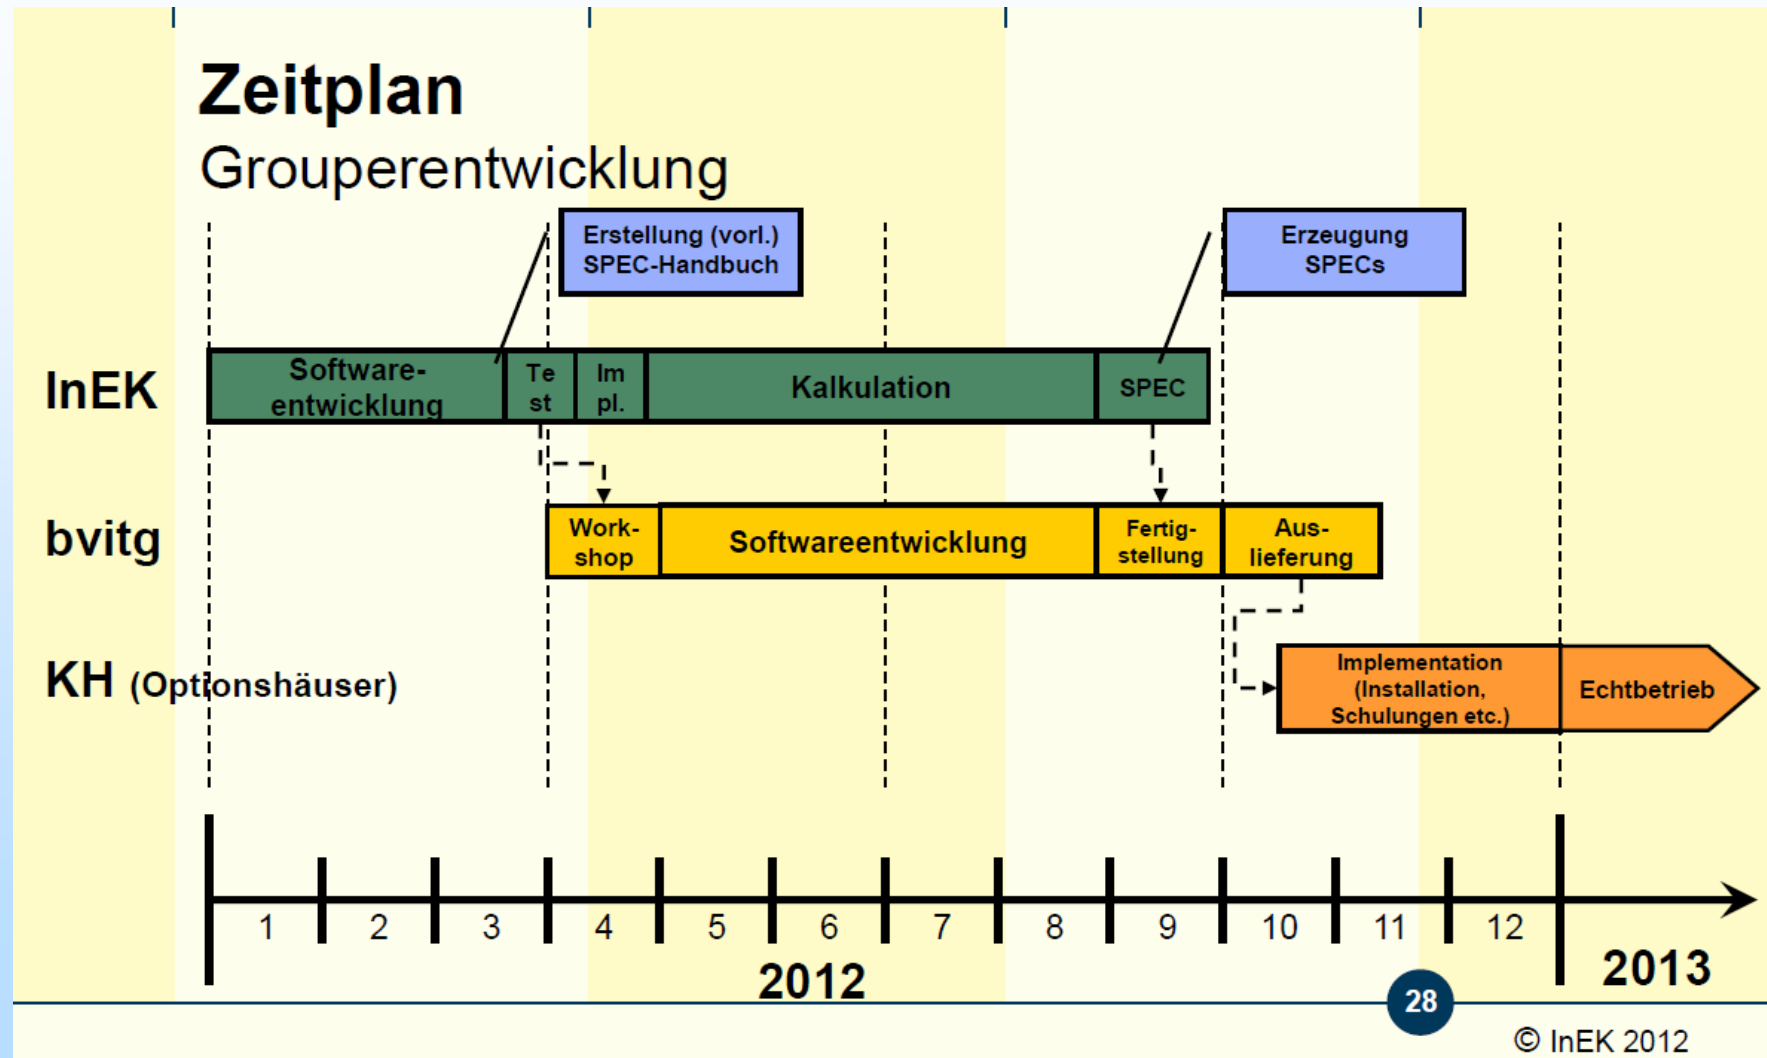 Zeitplan
Grouperentwicklung
Erstellung (vorl.)
SPEC-Handbuch
Erzeugung
SPECs
InEK
Software-
entwicklung
Te
st
Im
pl.
Kalkulation
SPEC
bvitg
Work-
shop
Softwareentwicklung
Fertig-
stellung
Aus-
lieferung
KH (Optionshäuser)
Implementation
(Installation,
Schulungen etc.)
Echtbetrieb
1 2 3 4 5 6 7 8 9 10 11 12
2012
2013
28
© InEK 2012